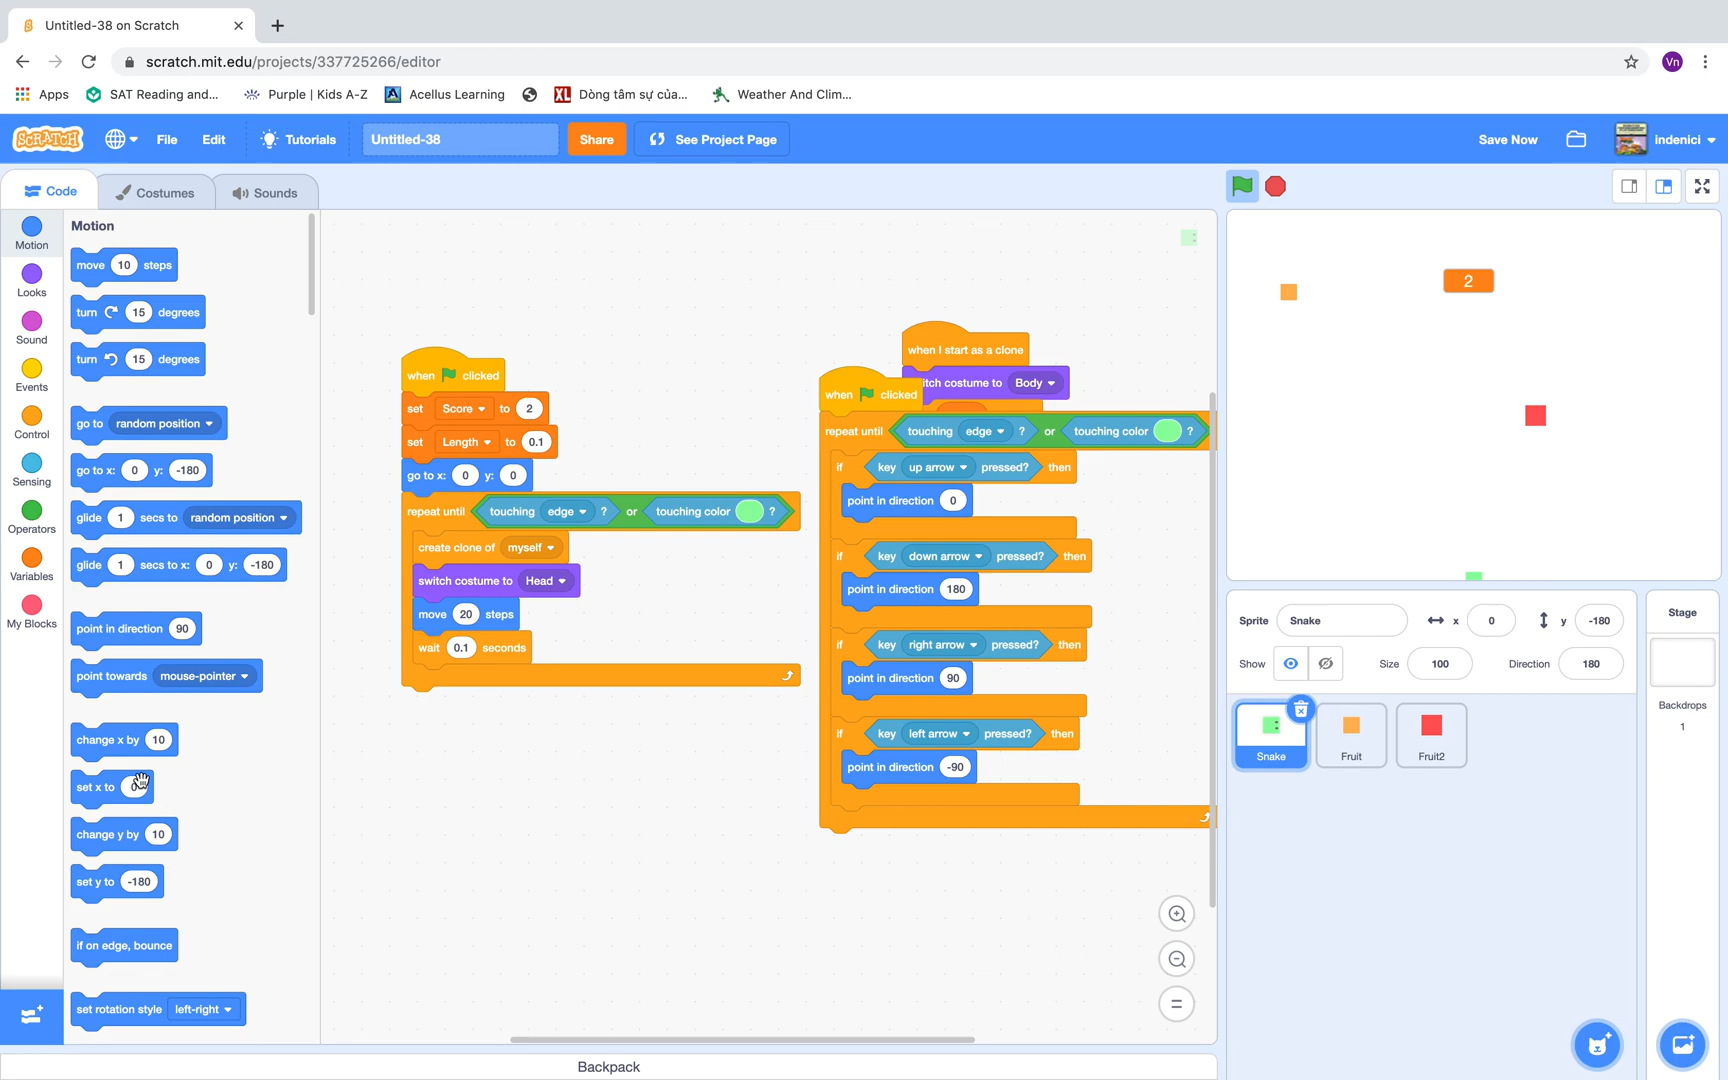 Untitled-38 on Scratch
scratch.mit.edu/projects/337725266/editor
Vn
Apps
SAT Reading and...
Purple | Kids A-Z
Acellus Learning
XL Dòng tâm sự của...
Weather And Clim...
SCRATCH
File
Edit
Tutorials
Untitled-38
Share
See Project Page
Save Now
indenici
Code
Costumes
Sounds
Motion
Looks
Sound
Events
Control
Sensing
Operators
Variables
My Blocks
Motion
move 10 steps
turn 15 degrees
turn 15 degrees
go to random position
go to x: 0 y: -180
glide 1 secs to random position
glide 1 secs to x: 0 y: -180
point in direction 90
point towards mouse-pointer
change x by 10
set x to 0
change y by 10
set y to -180
if on edge, bounce
set rotation style left-right
when clicked
set Score to 2
set Length to 0.1
go to x: 0 y: 0
repeat until touching edge ? or touching color ?
create clone of myself
switch costume to Head
move 20 steps
wait 0.1 seconds
when I start as a clone
itch costume to Body
when clicked
repeat until touching edge ? or touching color ?
if key up arrow pressed? then
point in direction 0
if key down arrow pressed? then
point in direction 180
if key right arrow pressed? then
point in direction 90
if key left arrow pressed? then
point in direction -90
Backpack
2
Sprite Snake x 0 y -180
Show Size 100 Direction 180
Snake
Fruit
Fruit2
Stage
Backdrops
1